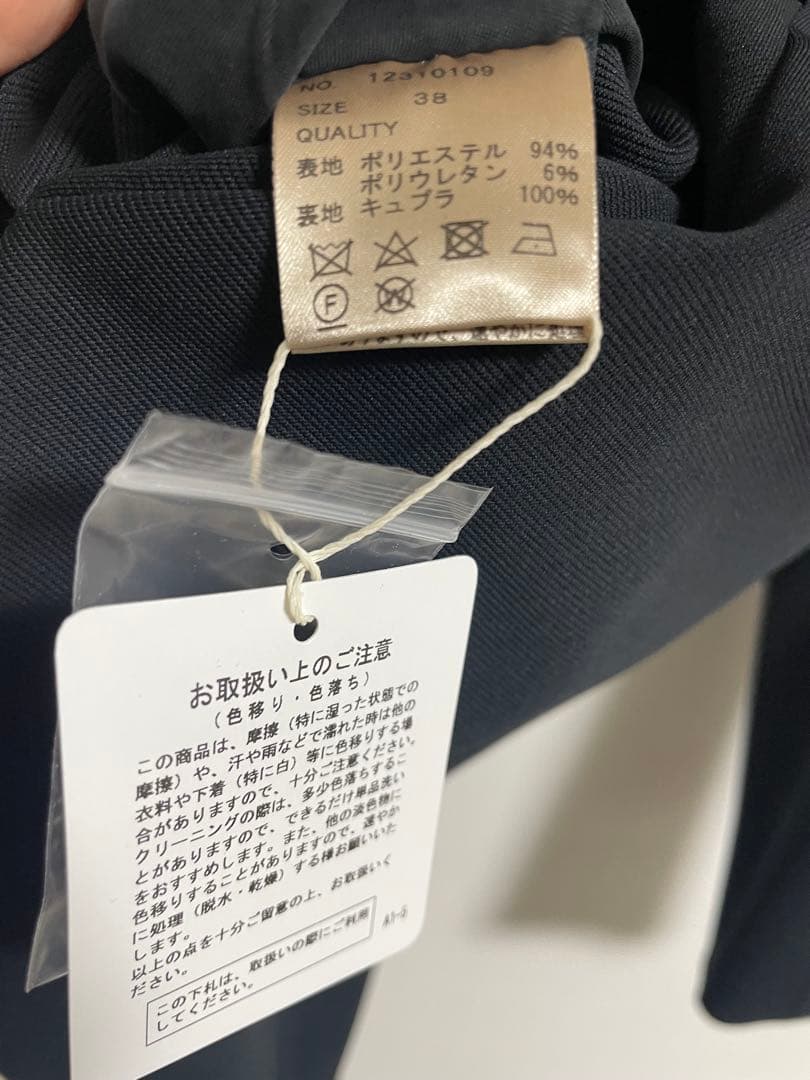 NO. 12310109
SIZE 38
QUALITY
表地 ポリエステル 94%
ポリウレタン 6%
裏地 キュプラ 100%
F
W
ありますので、速やかに処理
お取扱い上のご注意
(色移り・色落ち)
この商品は、摩擦(特に湿った状態での
摩擦)や、汗や雨などで濡れた時は他の
衣料や下着(特に白)等に色移りする場
合がありますので、十分ご注意ください。
クリーニングの際は、多少色落ちするこ
とがありますので、できるだけ単品洗い
をおすすめします。また、他の淡色物に
色移りすることがありますので、速やか
に処理(脱水・乾燥)する様お願いいた
します。
以上の点を十分ご留意の上、お取扱いく
ださい。
この下札は、取扱いの際にご利用
してください。
A1-G